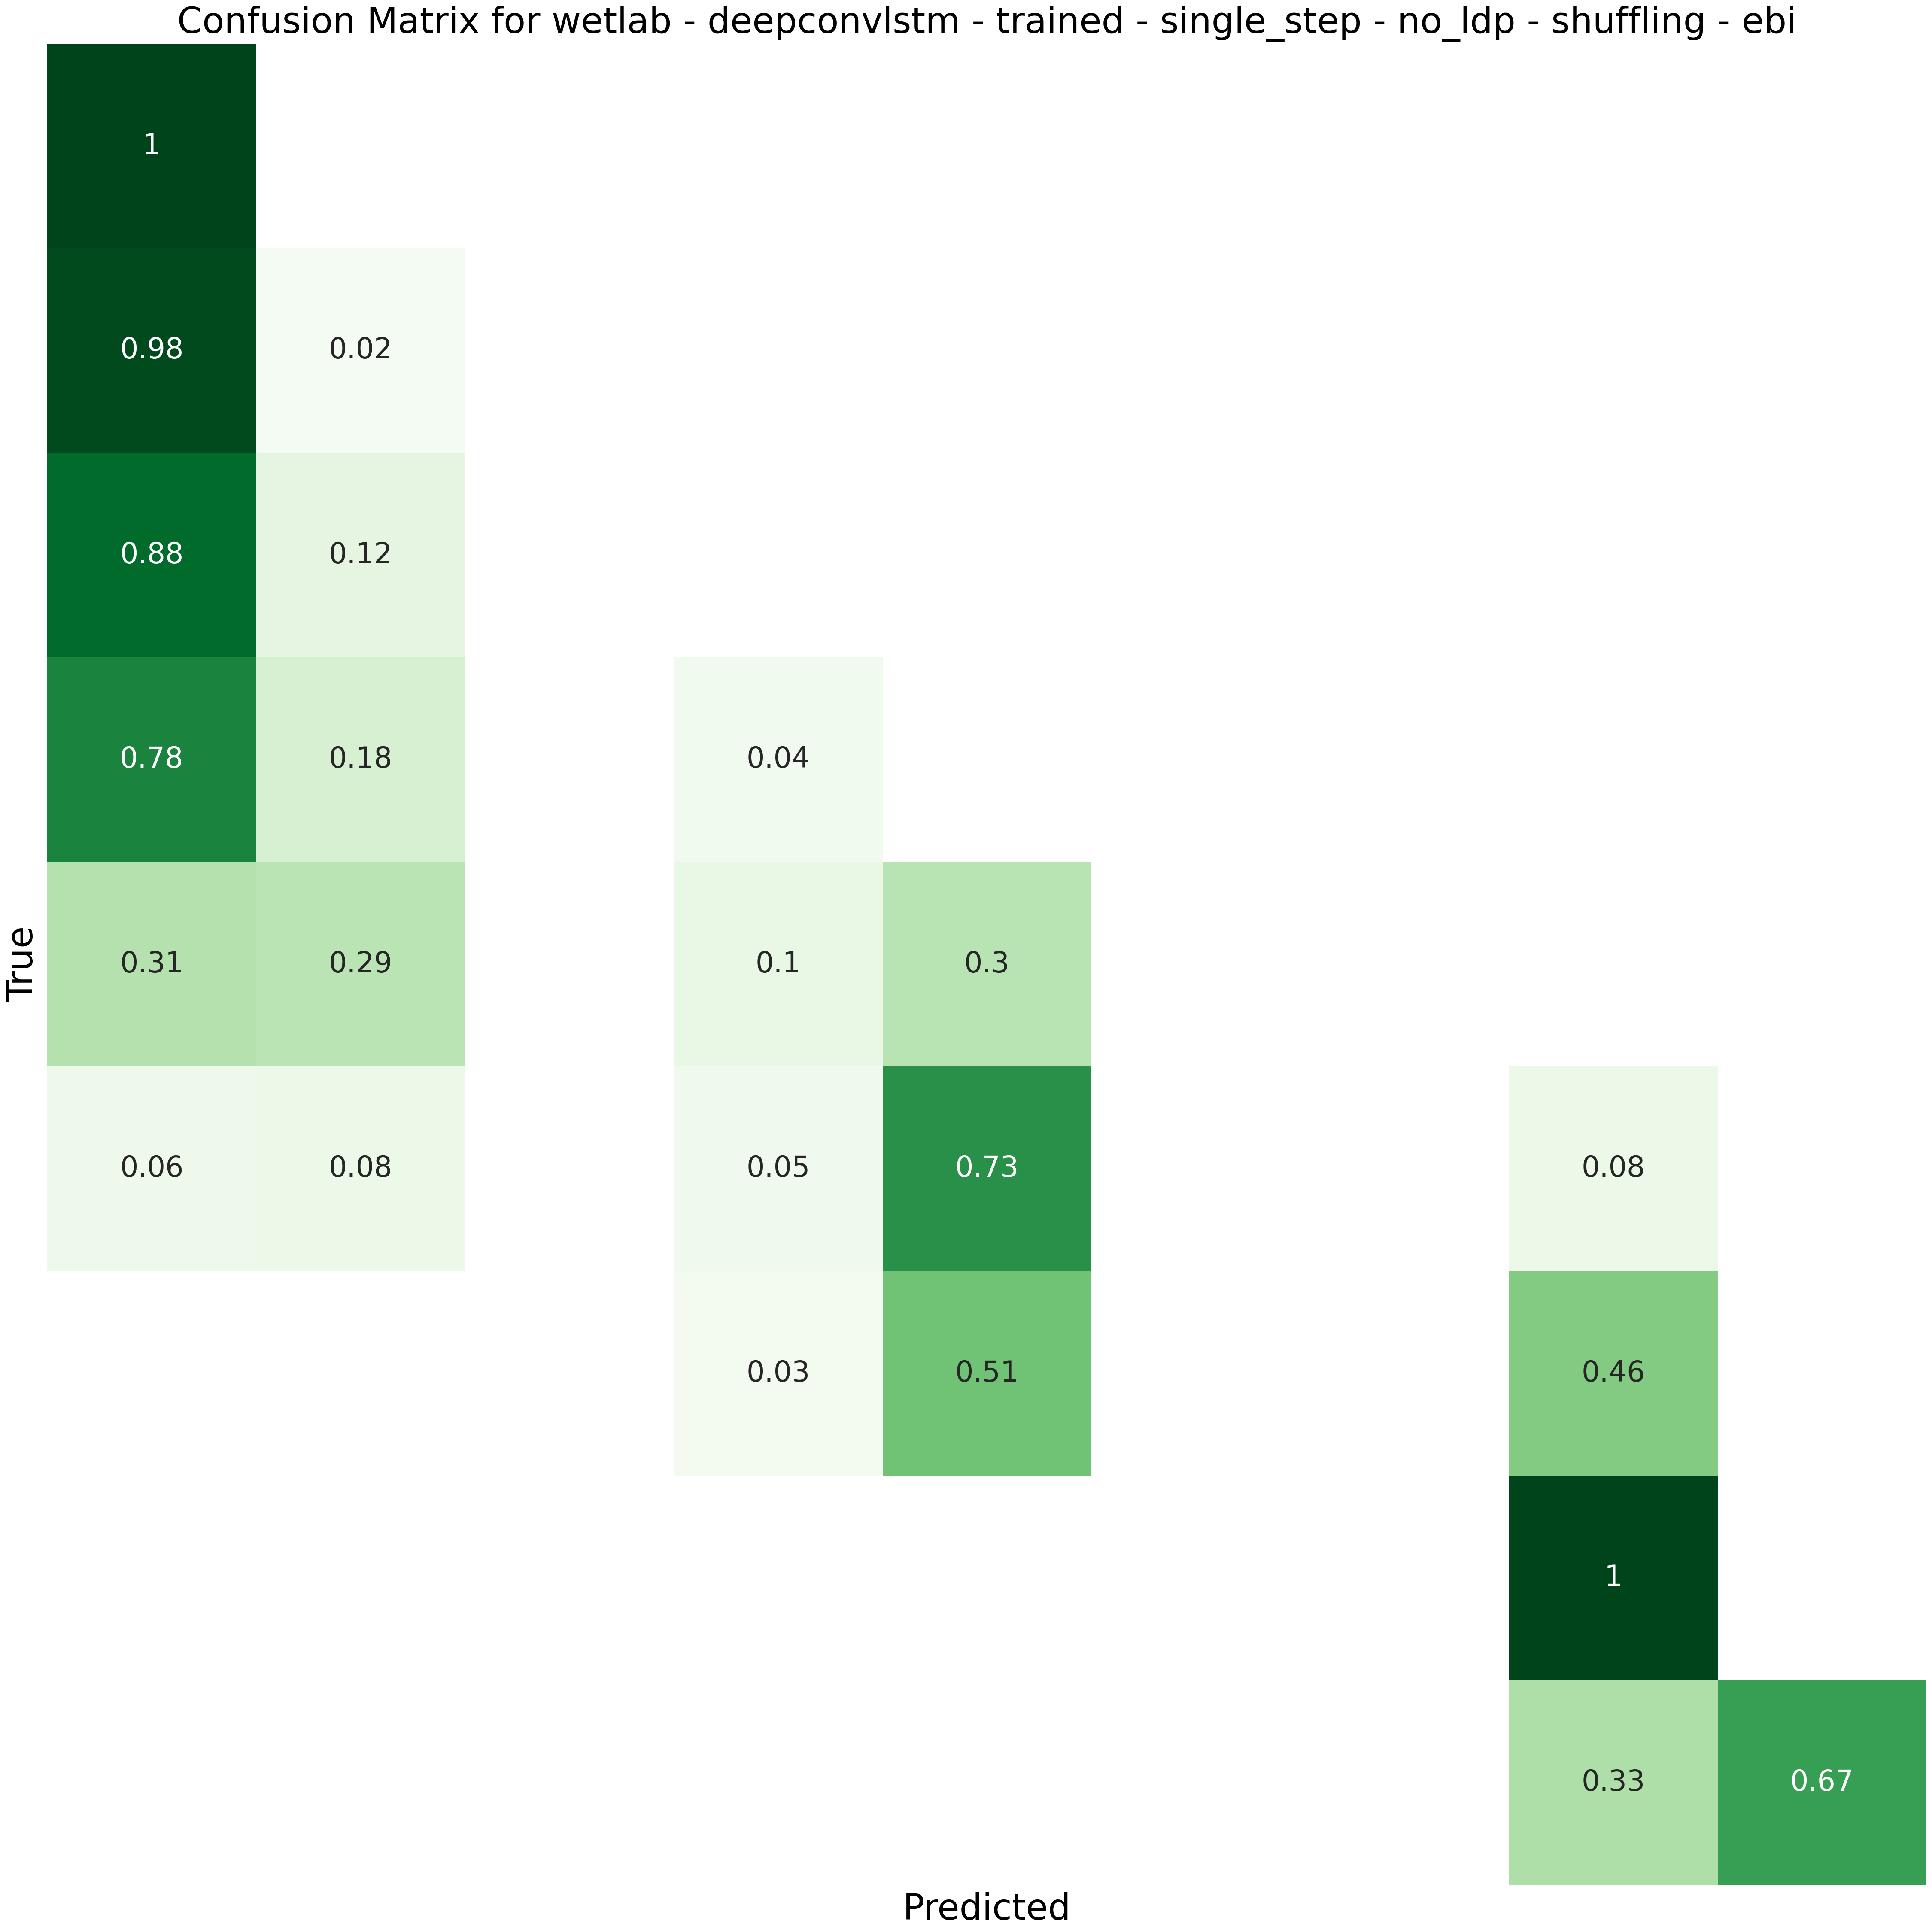 Confusion Matrix for wetlab - deepconvlstm - trained - single_step - no_ldp - shuffling - ebi
1
0.98 0.02
0.88 0.12
0.78 0.18 0.04
0.31 0.29 0.1 0.3
0.06 0.08 0.05 0.73 0.08
0.03 0.51 0.46
1
0.33 0.67
True
Predicted